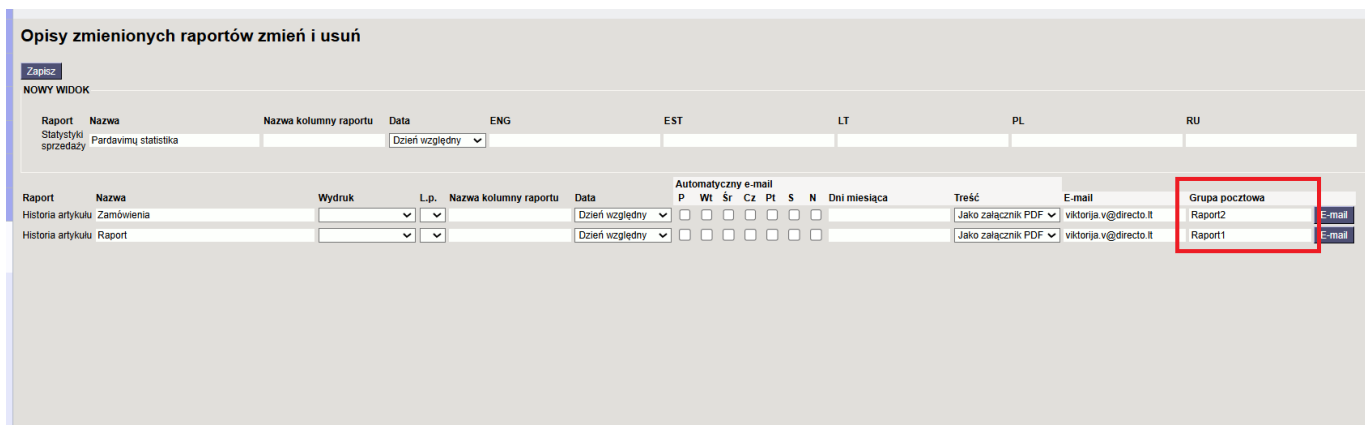 Opisy zmienionych raportów zmień i usuń
Zapisz
NOWY WIDOK
Raport Nazwa Nazwa kolumny raportu Data ENG EST LT PL RU
Statystyki sprzedaży Pardavimų statistika Dzień względny
Automatyczny e-mail
Raport Nazwa Wydruk L.p. Nazwa kolumny raportu Data P Wt Śr Cz Pt S N Dni miesiąca Treść E-mail Grupa pocztowa
Historia artykułu Zamówienia Dzień względny Jako załącznik PDF viktorija.v@directo.lt Raport2 E-mail
Historia artykułu Raport Dzień względny Jako załącznik PDF viktorija.v@directo.lt Raport1 E-mail